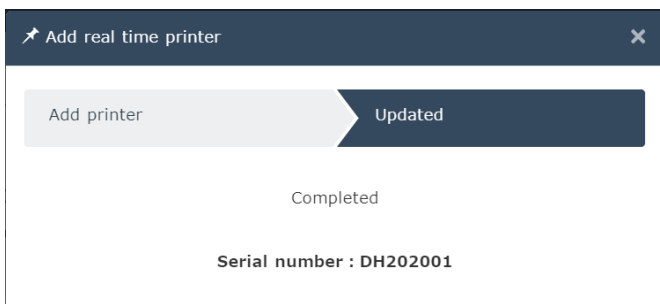 Add real time printer
Add printer
Updated
Completed
Serial number : DH202001